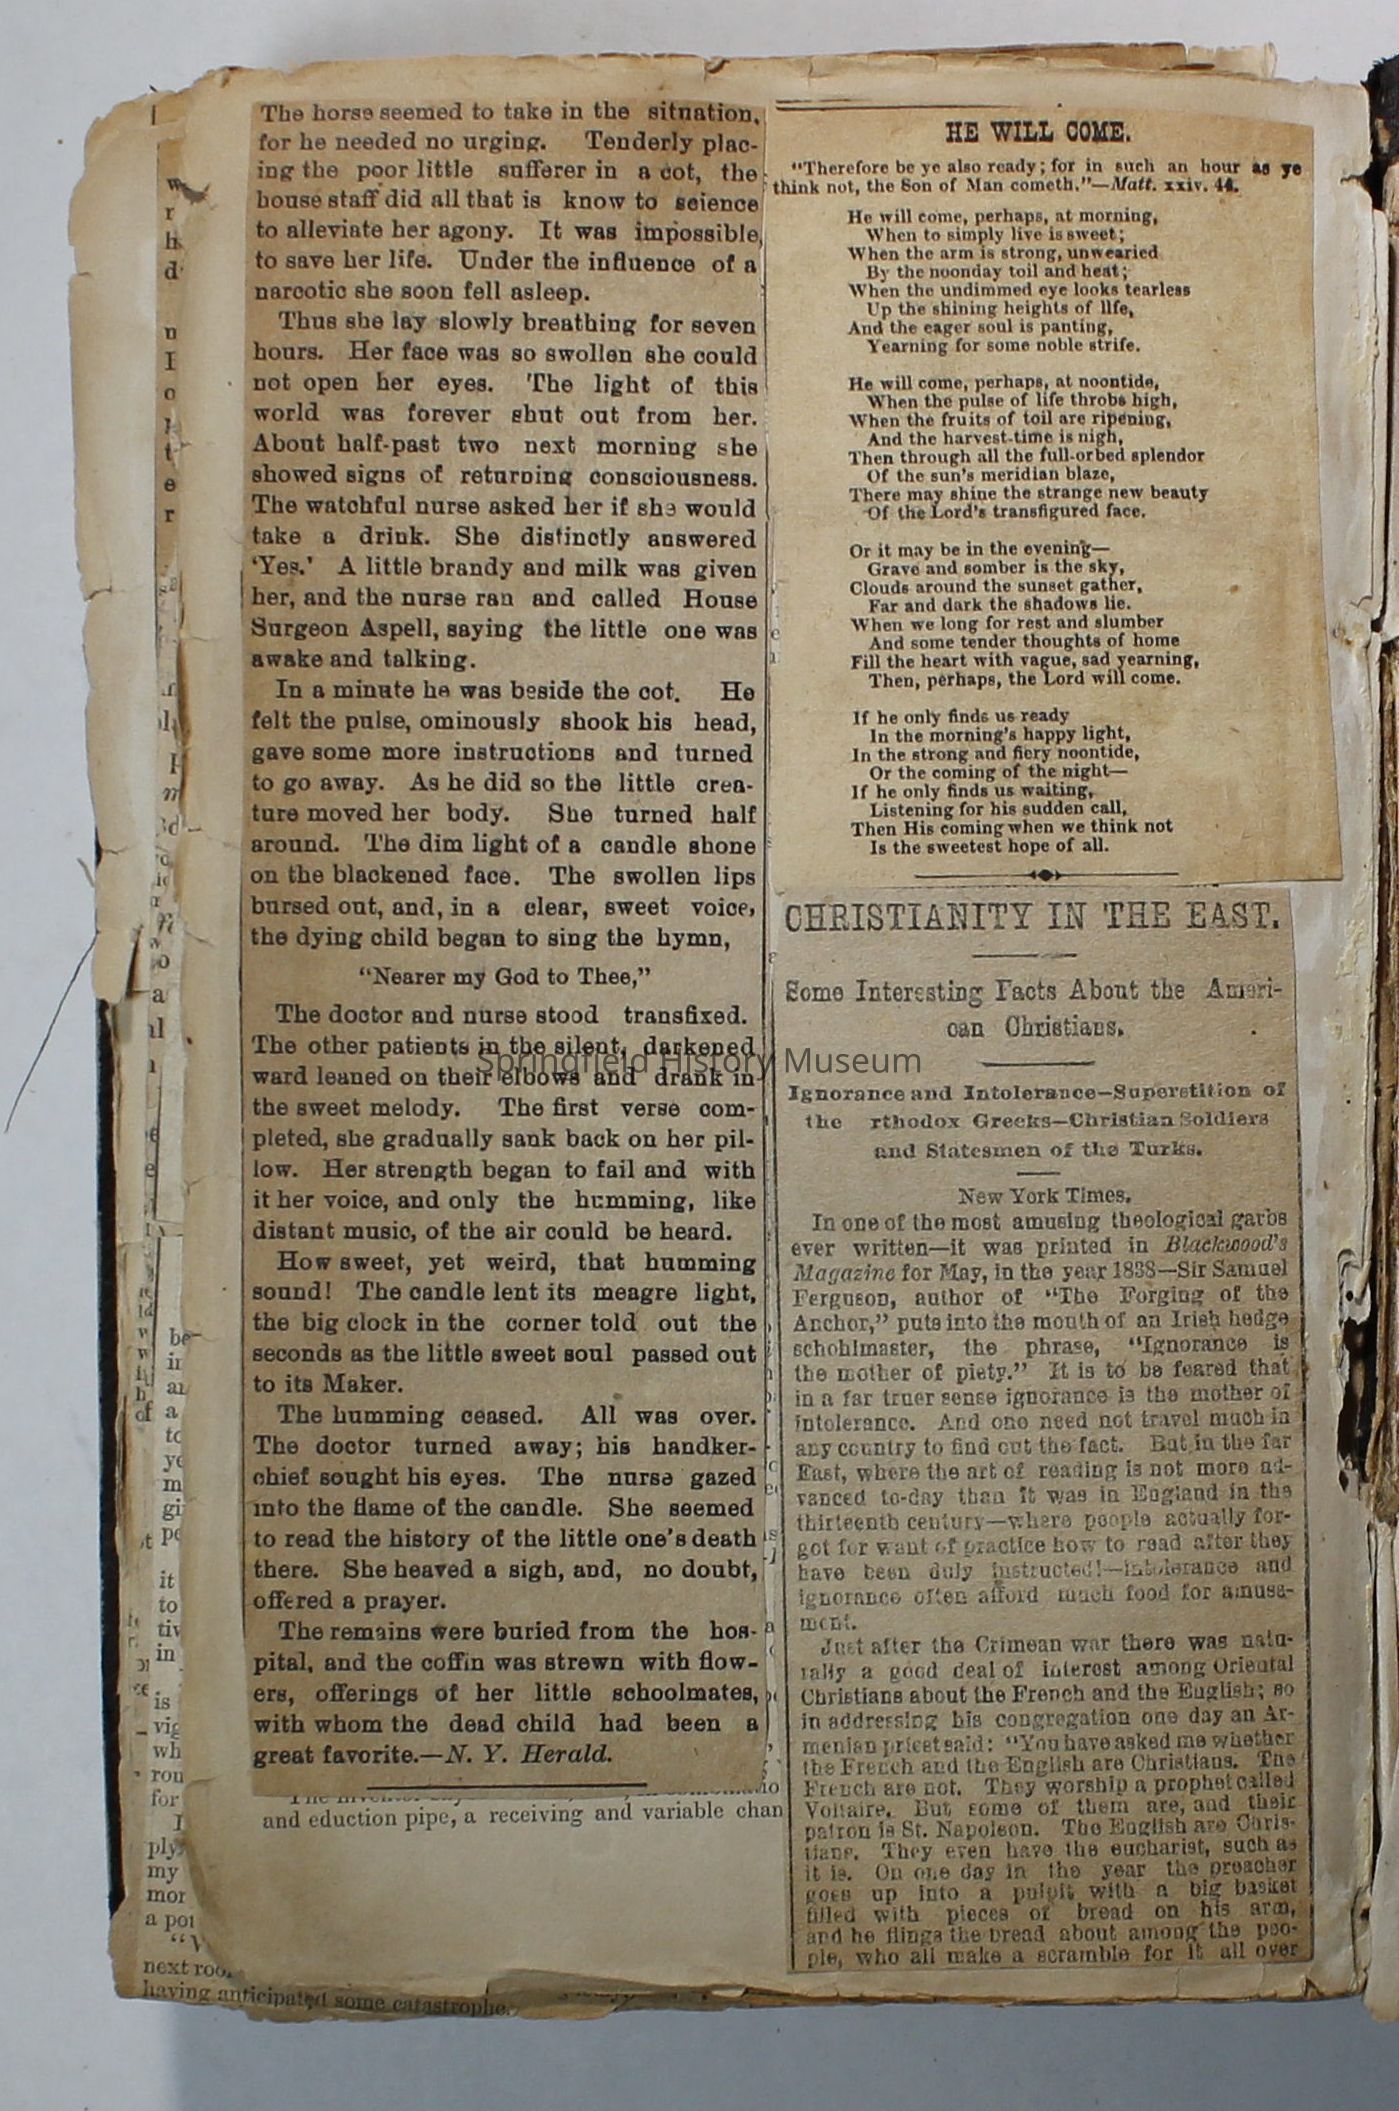 The horse seemed to take in the sitnation,
for he needed no urging. Tenderly plac-
ing the poor little sufferer in a cot, the
house staff did all that is know to science
to alleviate her agony. It was impossible
to save her life. Under the influence of a
narcotic she soon fell asleep.
Thus she lay slowly breathing for seven
hours. Her face was so swollen she could
not open her eyes. The light of this
world was forever shut out from her.
About half-past two next morning she
showed signs of returning consciousness.
The watchful nurse asked her if she would
take a drink. She distinctly answered
'Yes.' A little brandy and milk was given
her, and the nurse ran and called House
Surgeon Aspell, saying the little one was
awake and talking.
In a minute he was beside the cot. He
felt the pulse, ominously shook his head,
gave some more instructions and turned
to go away. As he did so the little crea-
ture moved her body. She turned half
around. The dim light of a candle shone
on the blackened face. The swollen lips
bursed out, and, in a clear, sweet voice,
the dying child began to sing the hymn,
"Nearer my God to Thee,"
The doctor and nurse stood transfixed.
The other patients in the silent, darkened
ward leaned on their elbows and drank in
the sweet melody. The first verse com-
pleted, she gradually sank back on her pil-
low. Her strength began to fail and with
it her voice, and only the humming, like
distant music, of the air could be heard.
How sweet, yet weird, that humming
sound! The candle lent its meagre light,
the big clock in the corner told out the
seconds as the little sweet soul passed out
to its Maker.
The humming ceased. All was over.
The doctor turned away; his handker-
chief sought his eyes. The nurse gazed
into the flame of the candle. She seemed
to read the history of the little one's death
there. She heaved a sigh, and, no doubt,
offered a prayer.
The remains were buried from the hos-
pital, and the coffin was strewn with flow-
ers, offerings of her little schoolmates,
with whom the dead child had been a
great favorite.—N. Y. Herald.
and eduction pipe, a receiving and variable chan
next
having anticipated some catastrophe.
HE WILL COME.
"Therefore be ye also ready; for in such an hour as ye
think not, the Son of Man cometh."—Matt. xxiv. 44.
He will come, perhaps, at morning,
When to simply live is sweet;
When the arm is strong, unwearied
By the noonday toil and heat;
When the undimmed eye looks tearless
Up the shining heights of life,
And the eager soul is panting,
Yearning for some noble strife.
He will come, perhaps, at noontide,
When the pulse of life throbs high,
When the fruits of toil are ripening,
And the harvest-time is nigh,
Then through all the full-orbed splendor
Of the sun's meridian blaze,
There may shine the strange new beauty
Of the Lord's transfigured face.
Or it may be in the evening—
Grave and somber is the sky,
Clouds around the sunset gather,
Far and dark the shadows lie.
When we long for rest and slumber
And some tender thoughts of home
Fill the heart with vague, sad yearning,
Then, perhaps, the Lord will come.
If he only finds us ready
In the morning's happy light,
In the strong and fiery noontide,
Or the coming of the night—
If he only finds us waiting,
Listening for his sudden call,
Then His coming when we think not
Is the sweetest hope of all.
CHRISTIANITY IN THE EAST.
Some Interesting Facts About the Ameri-
can Christians.
Ignorance and Intolerance—Superstition of
the rthodox Greeks—Christian Soldiers
and Statesmen of the Turks.
New York Times.
In one of the most amusing theological garbs
ever written—it was printed in Blackwood's
Magazine for May, in the year 1838—Sir Samuel
Ferguson, author of "The Forging of the
Anchor," puts into the mouth of an Irish hedge
schoolmaster, the phrase, "Ignorance is
the mother of piety." It is to be feared that
in a far truer sense ignorance is the mother of
intolerance. And one need not travel much in
any country to find out the fact. But in the far
East, where the art of reading is not more ad-
vanced to-day than it was in England in the
thirteenth century—where people actually for-
got for want of practice how to read after they
have been duly instructed!—intolerance and
ignorance often afford much food for amuse-
ment.
Just after the Crimean war there was natu-
rally a good deal of interest among Oriental
Christians about the French and the English; so
in addressing his congregation one day an Ar-
menian priest said: "You have asked me whether
the French and the English are Christians. The
French are not. They worship a prophet called
Voltaire. But some of them are, and their
patron is St. Napoleon. The English are Chris-
tians. They even have the eucharist, such as
it is. On one day in the year the preacher
goes up into a pulpit with a big basket
filled with pieces of bread on his arm,
and he flings the bread about among the peo-
ple, who all make a scramble for it all over
Springfield History Museum